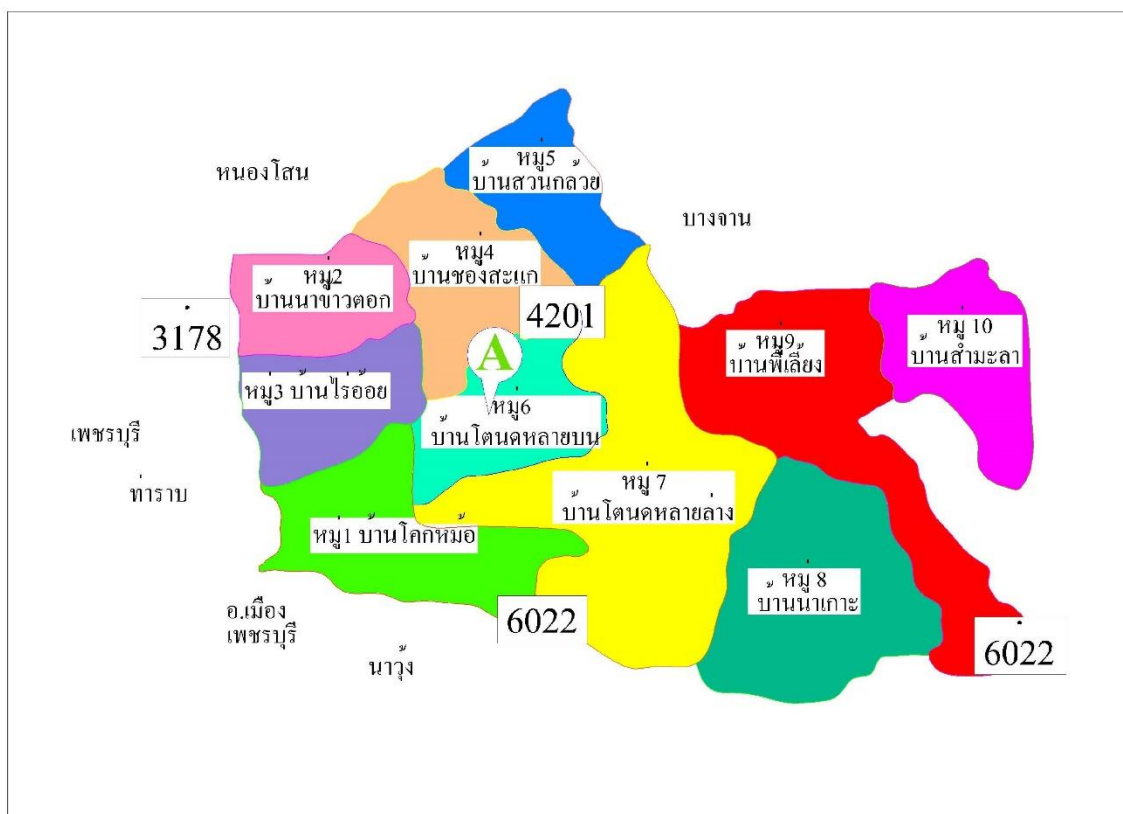 หมู่5
บ้านสวนกล้วย
หนองโสน
บางจาน
หมู่4
บ้านช่องสะแก
หมู่2
บ้านนาข้าวตอก
4201
3178
A
หมู่9
บ้านพี่เลี้ยง
หมู่ 10
บ้านสำมะลา
หมู่3 บ้านไร่อ้อย
หมู่6
บ้านโตนดหลายบน
เพชรบุรี
ท่าราบ
หมู่ 7
บ้านโตนดหลายล่าง
หมู่1 บ้านโคกหม้อ
หมู่ 8
บ้านนาเกาะ
อ.เมือง
เพชรบุรี
6022
6022
นาวุ้ง